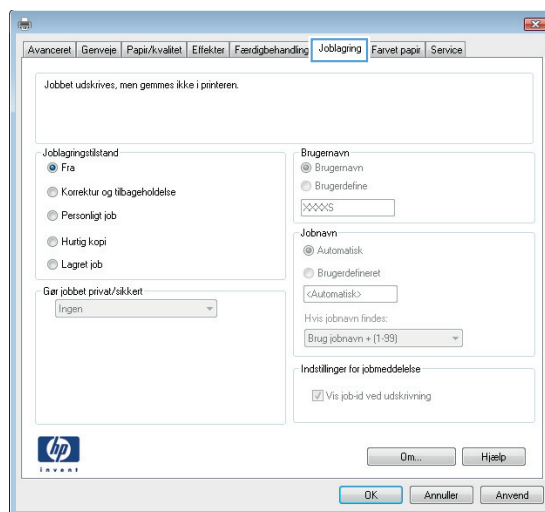 Avanceret Genveje Papir/kvalitet Effekter Færdigbehandling Joblagring Farvet papir Service
Jobbet udskrives, men gemmes ikke i printeren.
Joblagringstilstand
Fra
Korrektur og tilbageholdelse
Personligt job
Hurtig kopi
Lagret job
Gør jobbet privat/sikkert
Ingen
Brugernavn
Brugernavn
Brugerdefine
XXXXS
Jobnavn
Automatisk
Brugerdefineret
<Automatisk>
Hvis jobnavn findes:
Brug jobnavn + (1-99)
Indstillinger for jobmeddelelse
Vis job-id ved udskrivning
hp
invent
Om... Hjælp
OK Annuller Anvend